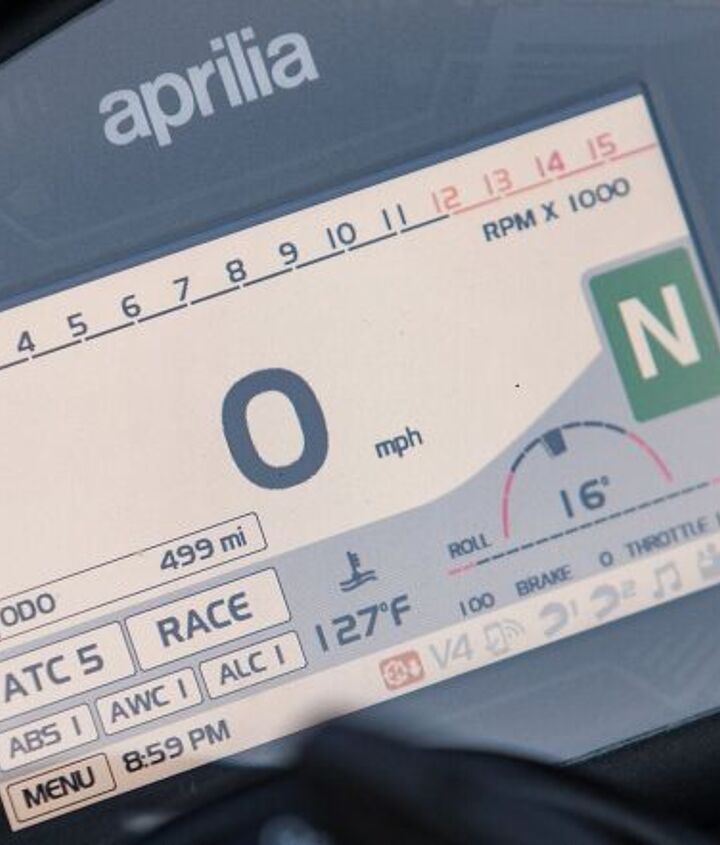 aprilia
4 5 6 7 8 9 10 11 12 13 14 15
RPM X 1000
N
0 mph
16°
ROLL
100 BRAKE 0 THROTTLE
ODO 499 mi
ATC 5 RACE
127°F
ABS 1 AWC 1 ALC 1
V4 1 2
MENU 8:59 PM